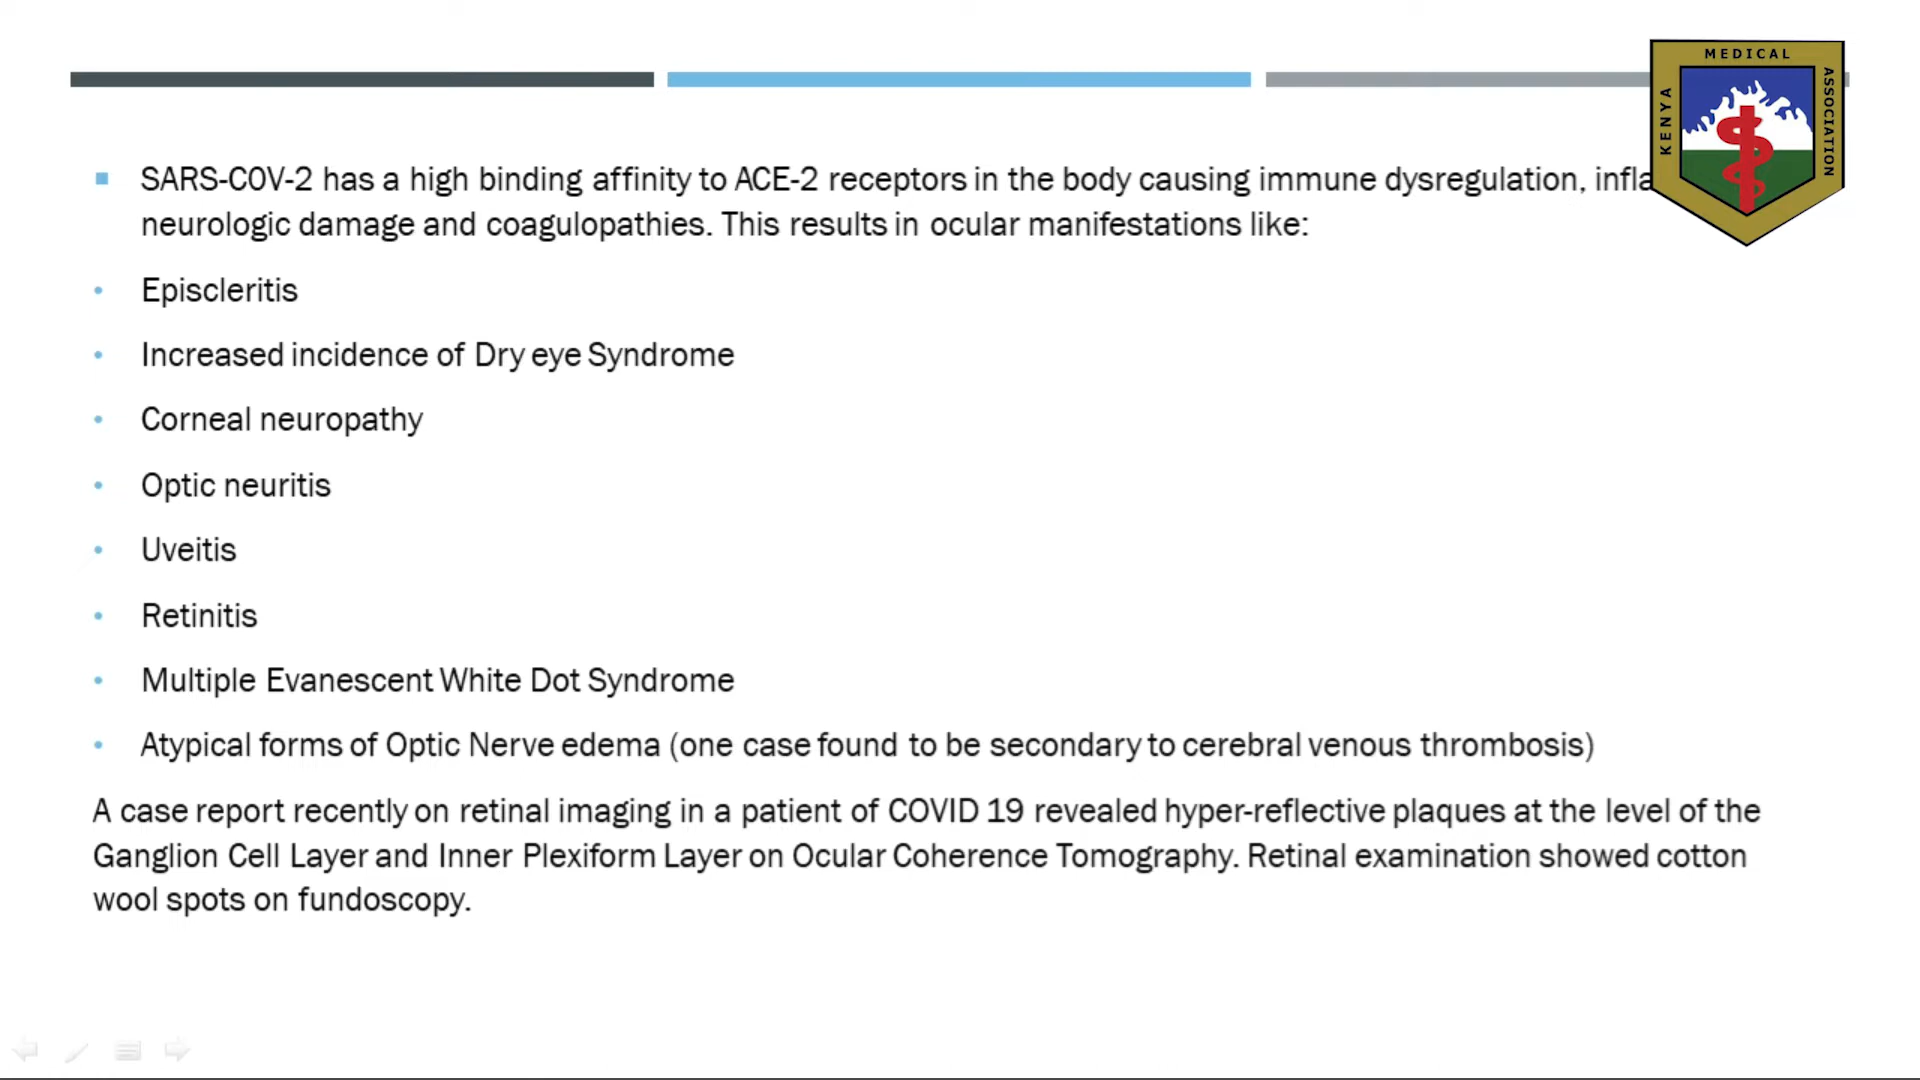 MEDICAL
KENYA
ASSOCIATION
SARS-COV-2 has a high binding affinity to ACE-2 receptors in the body causing immune dysregulation,
neurologic damage and coagulopathies. This results in ocular manifestations like:
Episcleritis
Increased incidence of Dry eye Syndrome
Corneal neuropathy
Optic neuritis
Uveitis
Retinitis
Multiple Evanescent White Dot Syndrome
Atypical forms of Optic Nerve edema (one case found to be secondary to cerebral venous thrombosis)
A case report recently on retinal imaging in a patient of COVID 19 revealed hyper-reflective plaques at the level of the
Ganglion Cell Layer and Inner Plexiform Layer on Ocular Coherence Tomography. Retinal examination showed cotton
wool spots on fundoscopy.